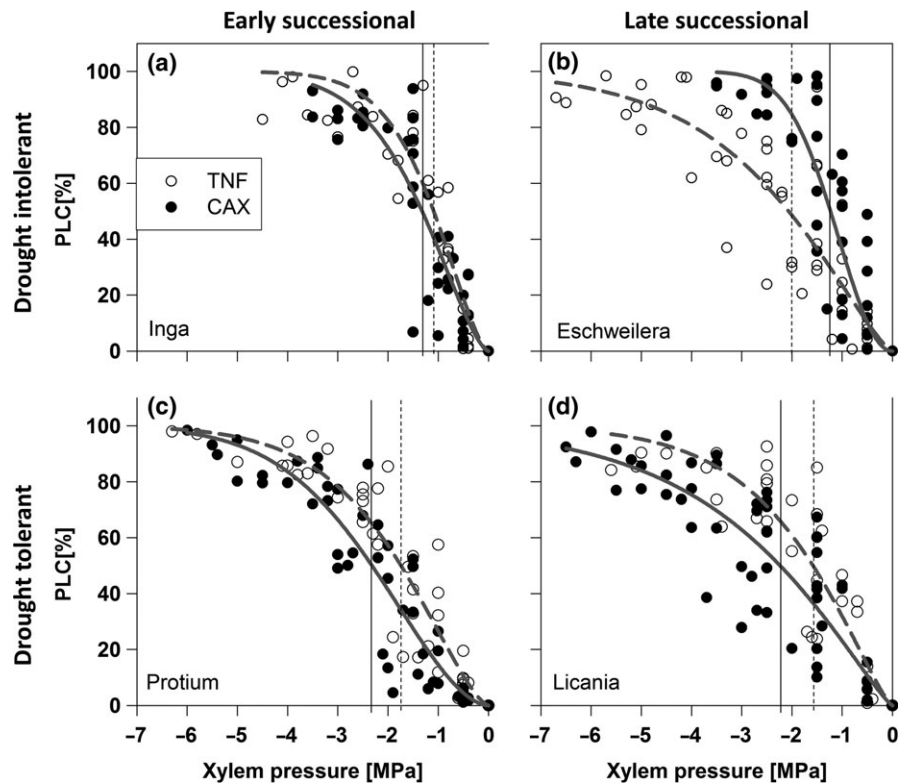 Early successional Late successional
(a) (b)
Drought intolerant
PLC[%]
100
80
60
40
20
0
TNF
CAX
Inga Eschweilera
(c) (d)
Drought tolerant
PLC[%]
100
80
60
40
20
0
Protium Licania
−7 −6 −5 −4 −3 −2 −1 0 −7 −6 −5 −4 −3 −2 −1 0
Xylem pressure [MPa] Xylem pressure [MPa]